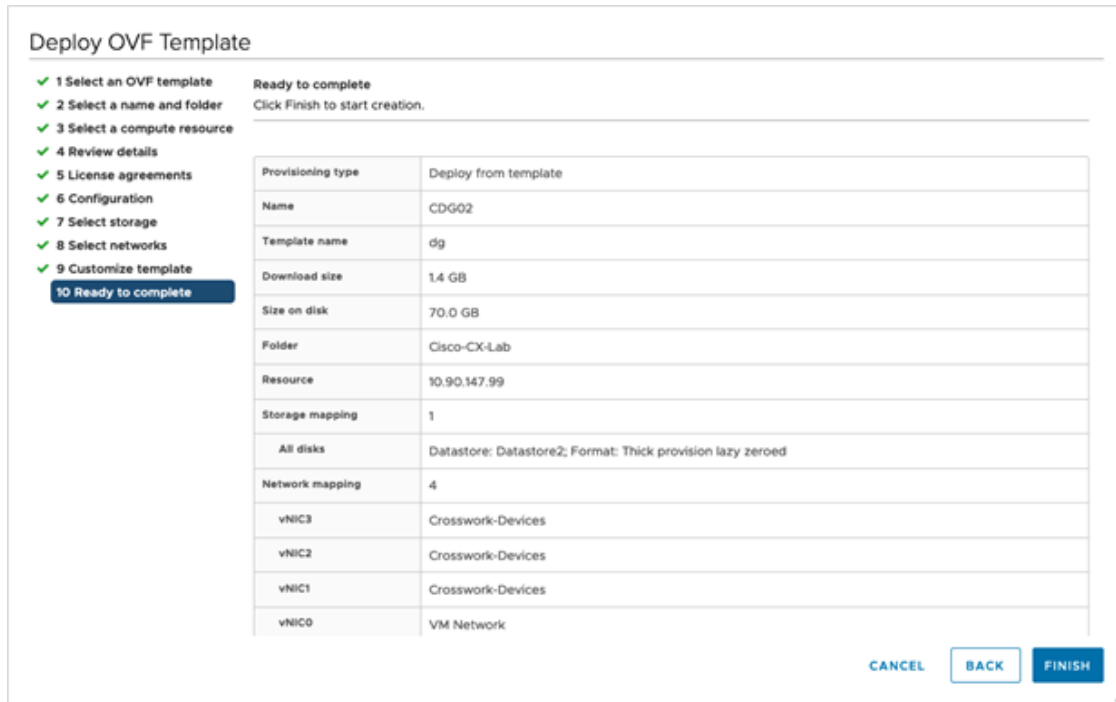 Deploy OVF Template
1 Select an OVF template
2 Select a name and folder
3 Select a compute resource
4 Review details
5 License agreements
6 Configuration
7 Select storage
8 Select networks
9 Customize template
10 Ready to complete
Ready to complete
Click Finish to start creation.
Provisioning type Deploy from template
Name CDG02
Template name dg
Download size 1.4 GB
Size on disk 70.0 GB
Folder Cisco-CX-Lab
Resource 10.90.147.99
Storage mapping 1
All disks Datastore: Datastore2; Format: Thick provision lazy zeroed
Network mapping 4
vNIC3 Crosswork-Devices
vNIC2 Crosswork-Devices
vNIC1 Crosswork-Devices
vNIC0 VM Network
CANCEL BACK FINISH